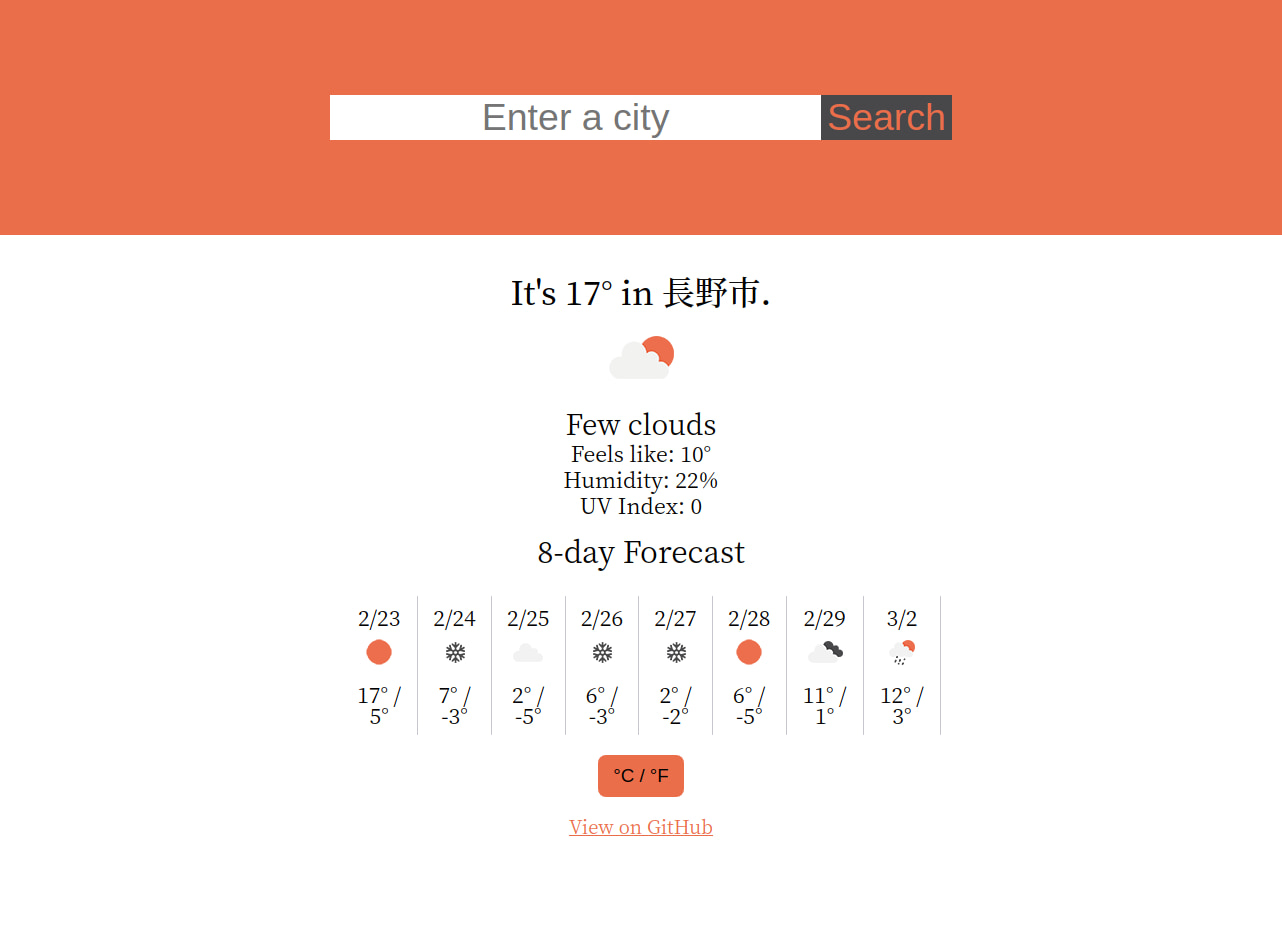 Enter a city Search
It's 17° in 長野市.
Few clouds
Feels like: 10°
Humidity: 22%
UV Index: 0
8-day Forecast
2/23 2/24 2/25 2/26 2/27 2/28 2/29 3/2
17° / 7° / 2° / 6° / 2° / 6° / 11° / 12° /
5° -3° -5° -3° -2° -5° 1° 3°
°C / °F
View on GitHub